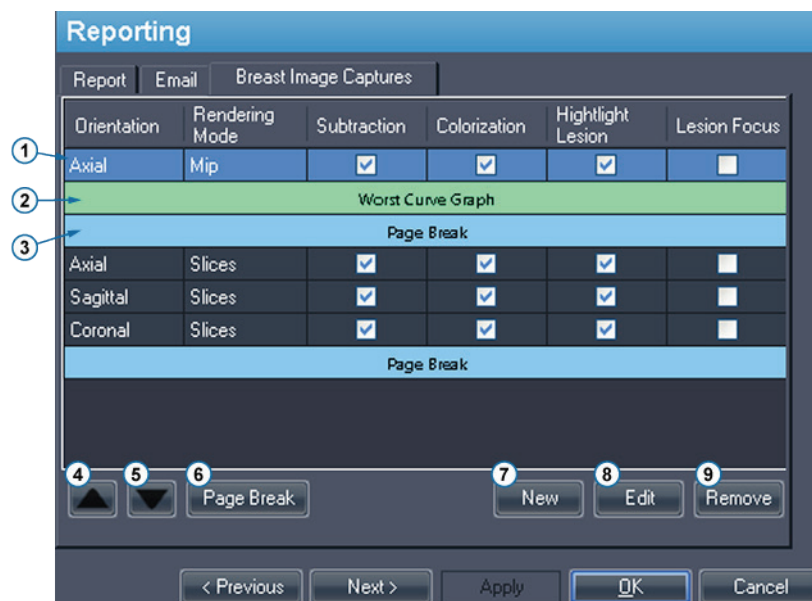 Reporting
Report Email Breast Image Captures
Orientation Rendering Mode Subtraction Colorization Hightlight Lesion Lesion Focus
1 Axial Mip
2 Worst Curve Graph
3 Page Break
Axial Slices
Sagittal Slices
Coronal Slices
Page Break
4 5 6 7 8 9
Page Break New Edit Remove
< Previous Next > Apply OK Cancel